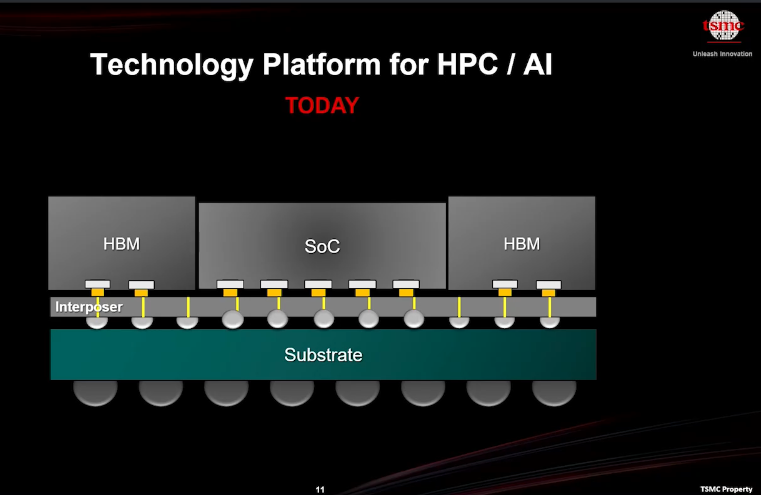 tsmc
Unleash Innovation
Technology Platform for HPC / AI
TODAY
HBM
SoC
HBM
Interposer
Substrate
11
TSMC Property